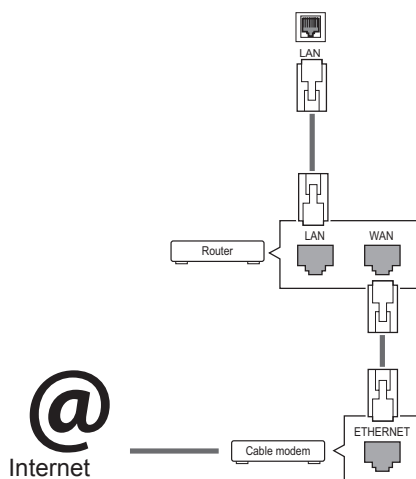 LAN
LAN WAN
Router
ETHERNET
@
Cable modem
Internet